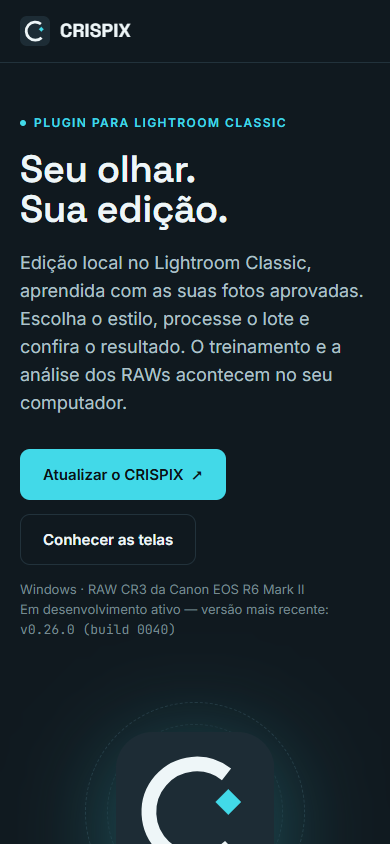 CRISPIX
PLUGIN PARA LIGHTROOM CLASSIC
Seu olhar.
Sua edição.
Edição local no Lightroom Classic,
aprendida com as suas fotos aprovadas.
Escolha o estilo, processe o lote e
confira o resultado. O treinamento e a
análise dos RAWs acontecem no seu
computador.
Atualizar o CRISPIX ↗
Conhecer as telas
Windows · RAW CR3 da Canon EOS R6 Mark II
Em desenvolvimento ativo — versão mais recente:
v0.26.0 (build 0040)